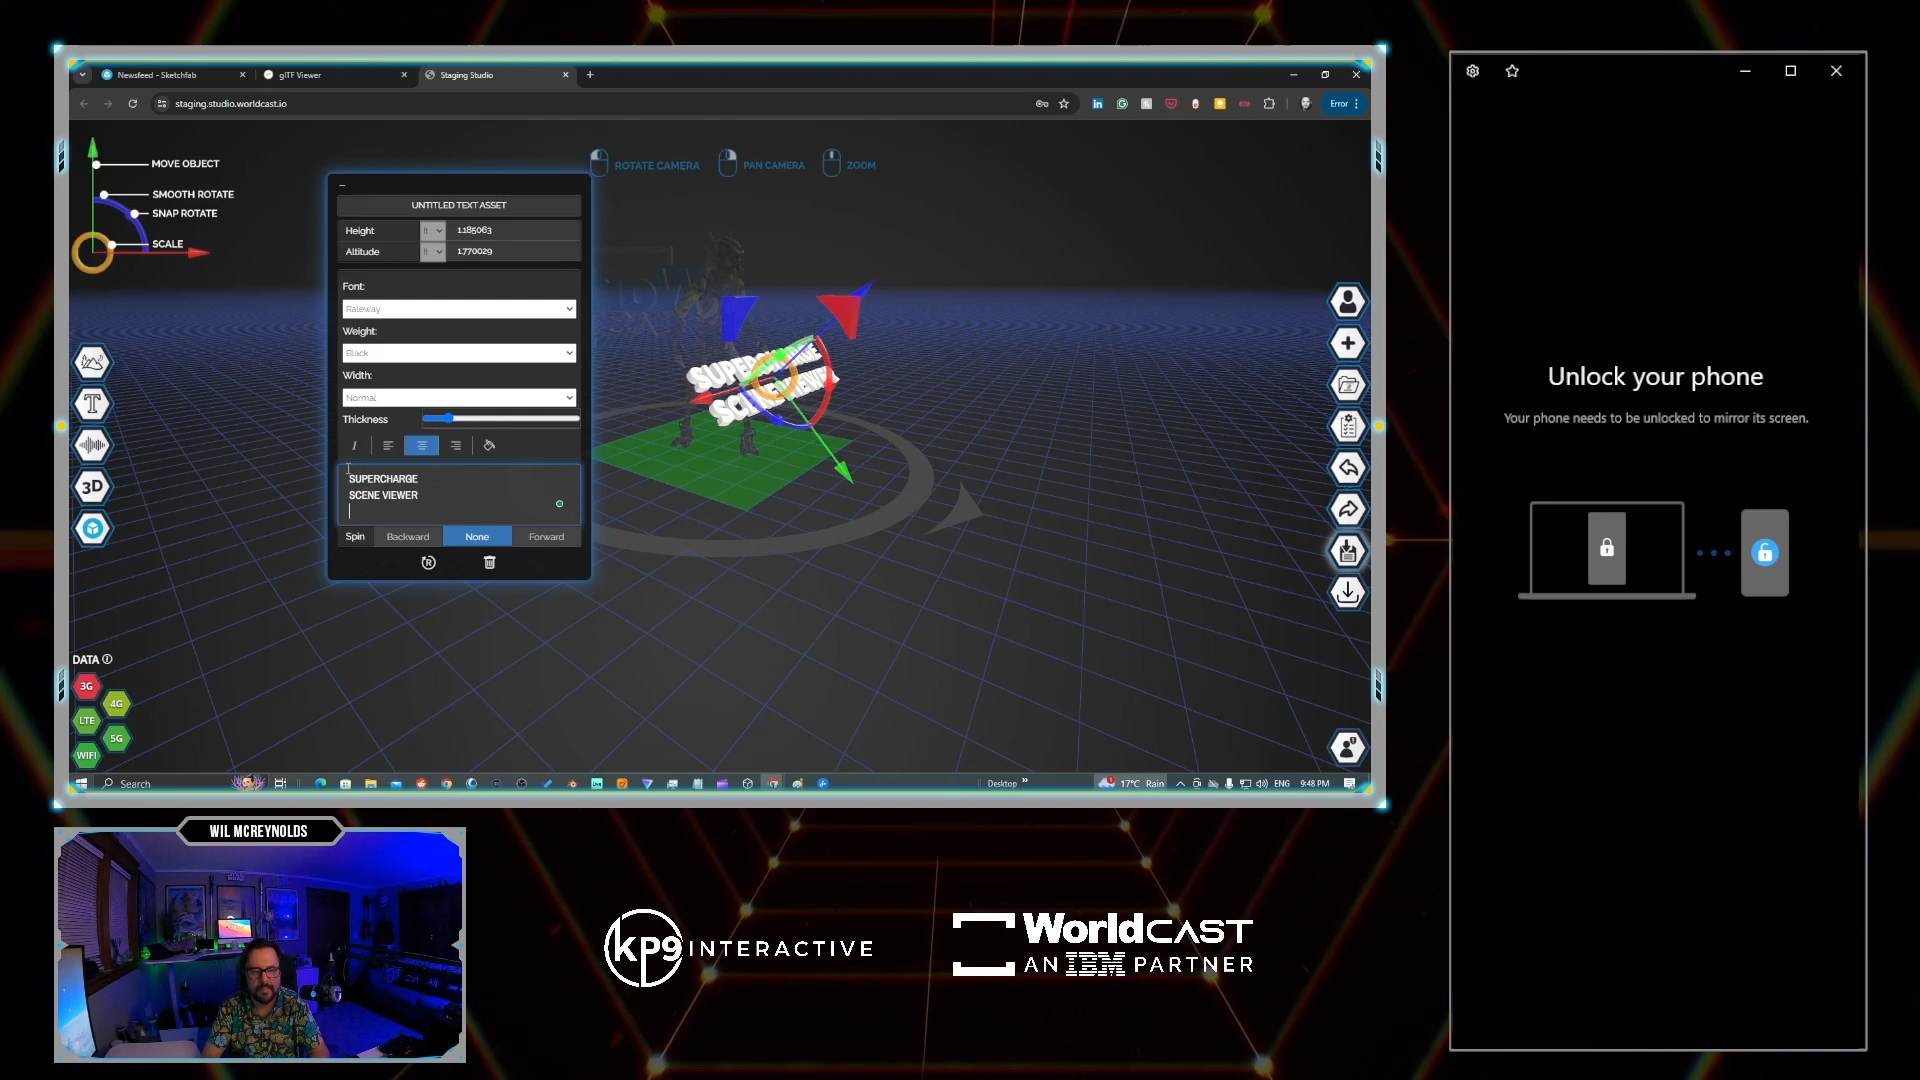 Newsfeed - Sketchfab
glTF Viewer
Staging Studio
staging.studio.worldcast.io
Error
MOVE OBJECT
SMOOTH ROTATE
SNAP ROTATE
SCALE
ROTATE CAMERA
PAN CAMERA
ZOOM
UNTITLED TEXT ASSET
Height ft 1.185063
Altitude ft 1.770029
Font:
Raleway
Weight:
Black
Width:
Normal
Thickness
SUPERCHARGE
SCENE VIEWER
Spin Backward None Forward
3D
DATA
3G
4G
LTE
5G
WIFI
Search
Desktop
17°C Rain
ENG
9:48 PM
Unlock your phone
Your phone needs to be unlocked to mirror its screen.
WIL MCREYNOLDS
KP9 INTERACTIVE
WorldCAST
AN IBM PARTNER